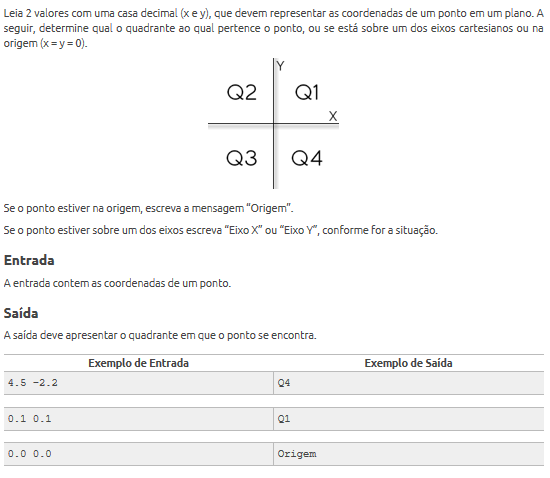 Leia 2 valores com uma casa decimal (x e y), que devem representar as coordenadas de um ponto em um plano. A
seguir, determine qual o quadrante ao qual pertence o ponto, ou se está sobre um dos eixos cartesianos ou na
origem (x = y = 0).
Y
Q2 Q1
X
Q3 Q4
Se o ponto estiver na origem, escreva a mensagem “Origem”.
Se o ponto estiver sobre um dos eixos escreva “Eixo X” ou “Eixo Y”, conforme for a situação.
Entrada
A entrada contem as coordenadas de um ponto.
Saída
A saída deve apresentar o quadrante em que o ponto se encontra.
Exemplo de Entrada Exemplo de Saída
4.5 -2.2 Q4
0.1 0.1 Q1
0.0 0.0 Origem